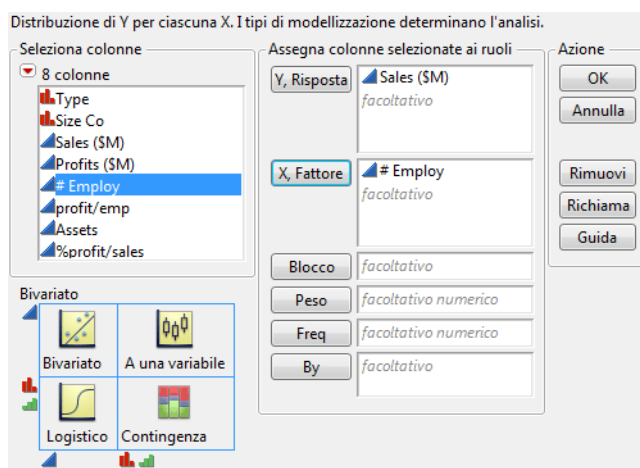 Distribuzione di Y per ciascuna X. I tipi di modellizzazione determinano l'analisi.
Seleziona colonne
8 colonne
Type
Size Co
Sales ($M)
Profits ($M)
# Employ
profit/emp
Assets
%profit/sales
Assegna colonne selezionate ai ruoli
Y, Risposta
Sales ($M)
facoltativo
X, Fattore
# Employ
facoltativo
Blocco
facoltativo
Peso
facoltativo numerico
Freq
facoltativo numerico
By
facoltativo
Azione
OK
Annulla
Rimuovi
Richiama
Guida
Bivariato
Bivariato
A una variabile
Logistico
Contingenza